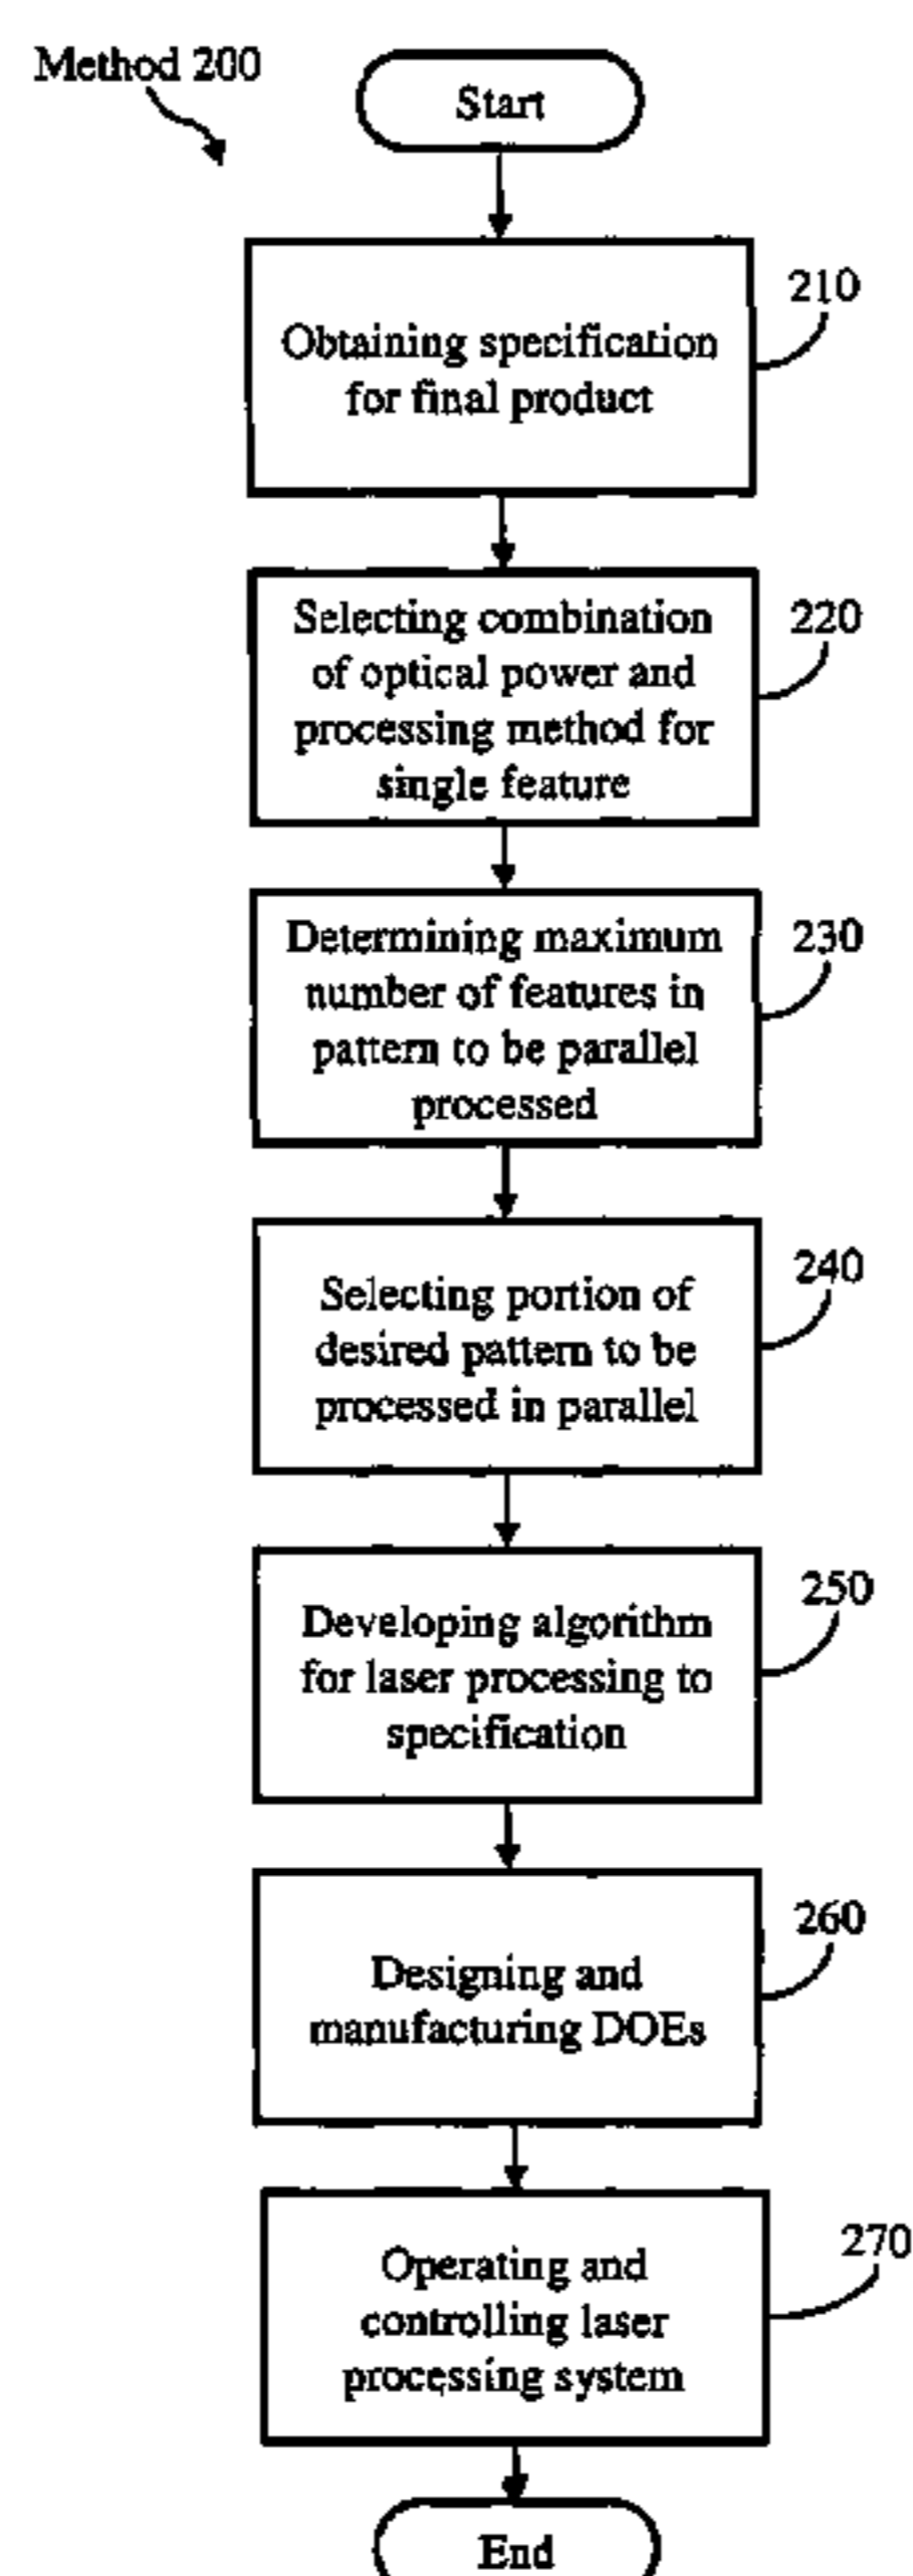 Method 200
Start
210
Obtaining specification
for final product
220
Selecting combination
of optical power and
processing method for
single feature
230
Determining maximum
number of features in
pattern to be parallel
processed
240
Selecting portion of
desired pattern to be
processed in parallel
250
Developing algorithm
for laser processing to
specification
260
Designing and
manufacturing DOEs
270
Operating and
controlling laser
processing system
End